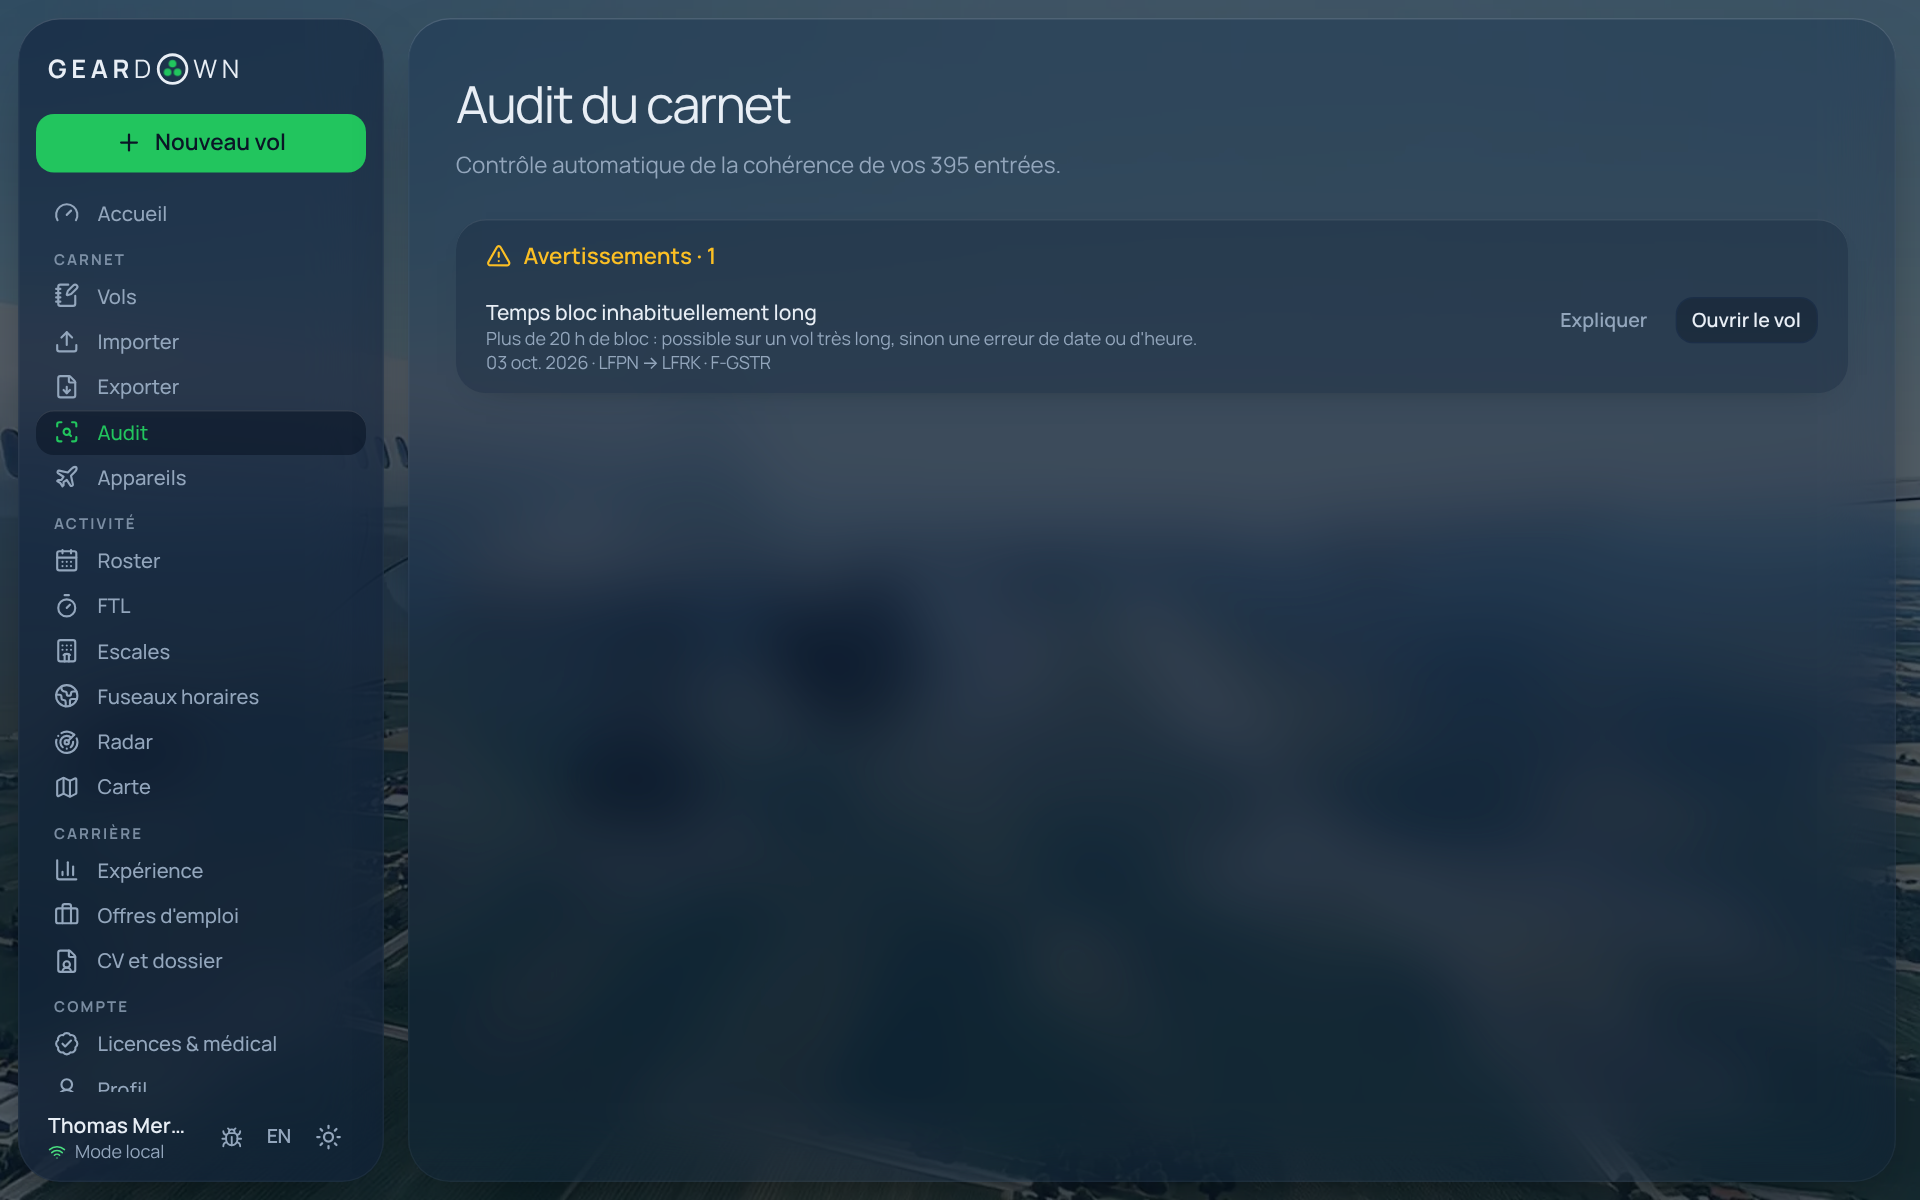 GEARDOWN
Nouveau vol
Accueil
CARNET
Vols
Importer
Exporter
Audit
Appareils
ACTIVITÉ
Roster
FTL
Escales
Fuseaux horaires
Radar
Carte
CARRIÈRE
Expérience
Offres d'emploi
CV et dossier
COMPTE
Licences & médical
Profil
Thomas Mer...
Mode local
EN
Audit du carnet
Contrôle automatique de la cohérence de vos 395 entrées.
Avertissements · 1
Temps bloc inhabituellement long
Plus de 20 h de bloc : possible sur un vol très long, sinon une erreur de date ou d'heure.
03 oct. 2026 · LFPN → LFRK · F-GSTR
Expliquer
Ouvrir le vol